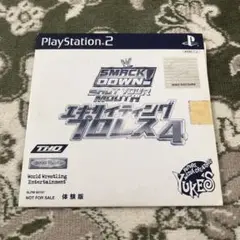 PlayStation®2
SMACK
DOWN!
SHUT YOUR
MOUTH
エキサイティング
プロレス4
THQ
World Wrestling
Entertainment
NOT FOR SALE 体験版
YUKE'S